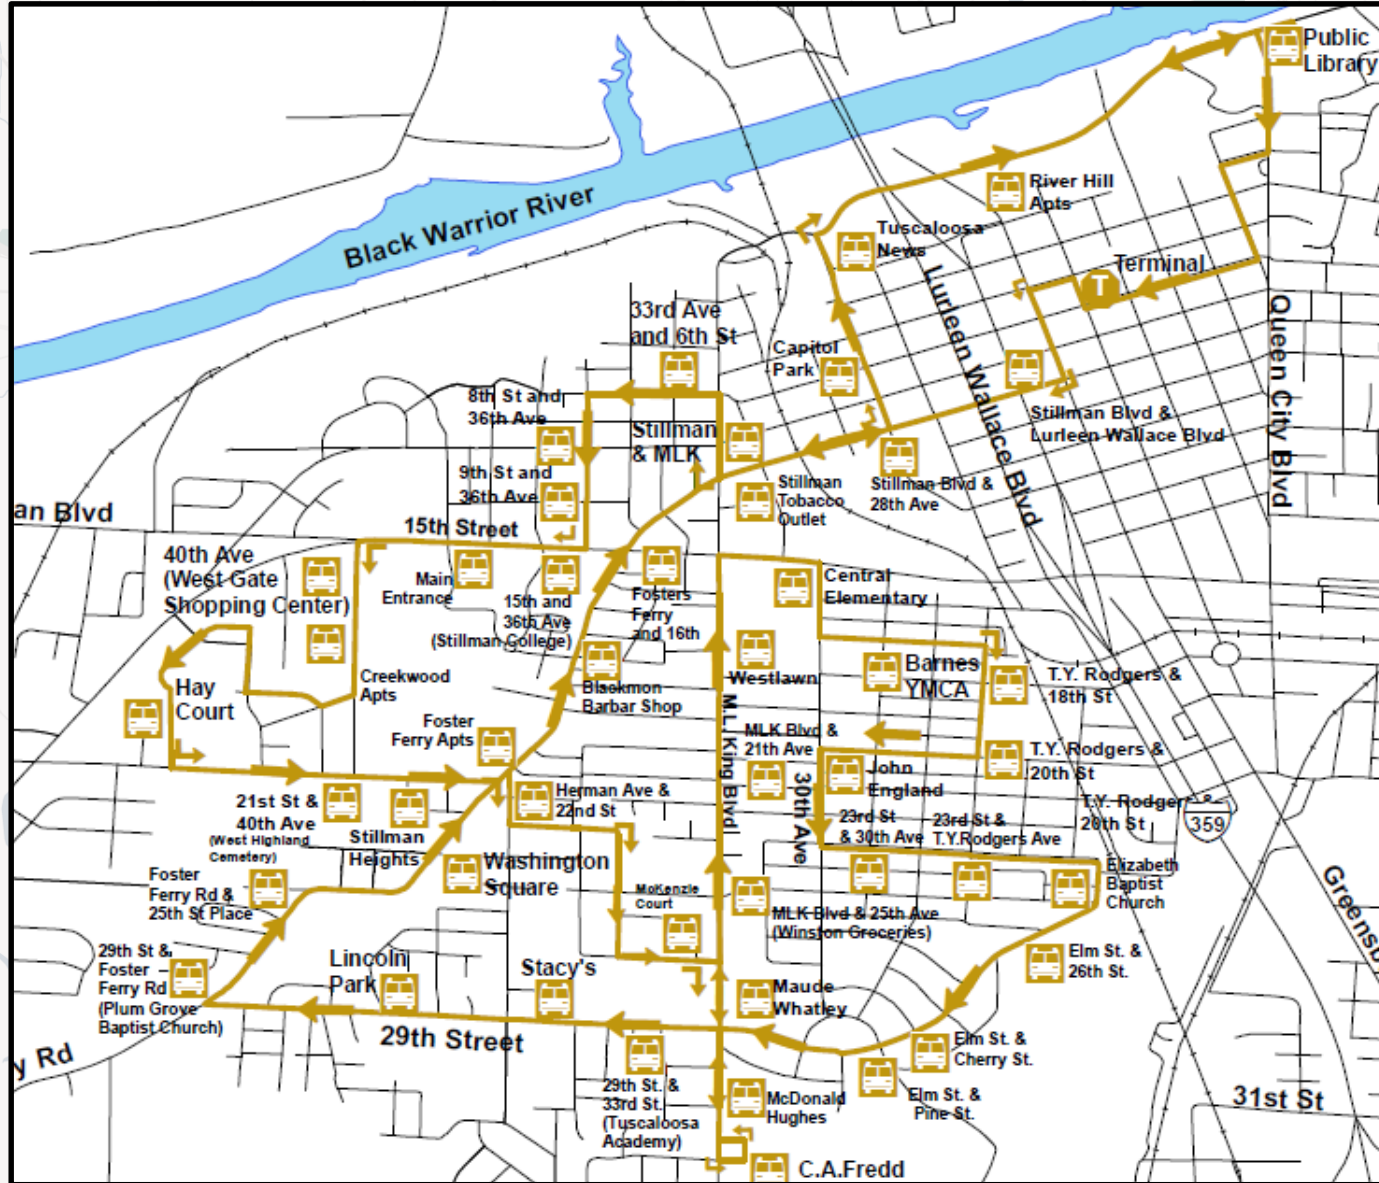 Public
Library
River Hill
Apts
Black Warrior River
Tuscaloosa
News
Terminal
T
Lurleen Wallace Blvd
Queen City Blvd
33rd Ave
and 6th St
Capitol
Park
8th St and
36th Ave
Stillman
& MLK
Stillman Blvd &
Lurleen Wallace Blvd
9th St and
36th Ave
Stillman
Tobacco
Outlet
Stillman Blvd &
28th Ave
an Blvd
15th Street
40th Ave
(West Gate
Shopping Center)
Main
Entrance
15th and
36th Ave
(Stillman College)
Fosters
Ferry
and 16th
Central
Elementary
Creekwood
Apts
Blackmon
Barbar Shop
Westlawn
Barnes
YMCA
T.Y. Rodgers &
18th St
Hay
Court
Foster
Ferry Apts
M.L. King Blvd
MLK Blvd &
21th Ave
30th Ave
John
England
T.Y. Rodgers &
20th St
21st St &
40th Ave
(West Highland
Cemetery)
Stillman
Heights
Herman Ave &
22nd St
23rd St
& 30th Ave
23rd St &
T.Y.Rodgers Ave
T.Y. Rodgers &
20th St
359
Foster
Ferry Rd &
25th St Place
Washington
Square
McKenzie
Court
MLK Blvd & 25th Ave
(Winston Groceries)
Elizabeth
Baptist
Church
29th St &
Foster
Ferry Rd
(Plum Grove
Baptist Church)
Lincoln
Park
Stacy's
Maude
Whatley
Elm St. &
26th St.
Greensb
29th Street
Elm St. &
Cherry St.
y Rd
29th St. &
33rd St.
(Tuscaloosa
Academy)
McDonald
Hughes
Elm St. &
Pine St.
31st St
C.A.Fredd